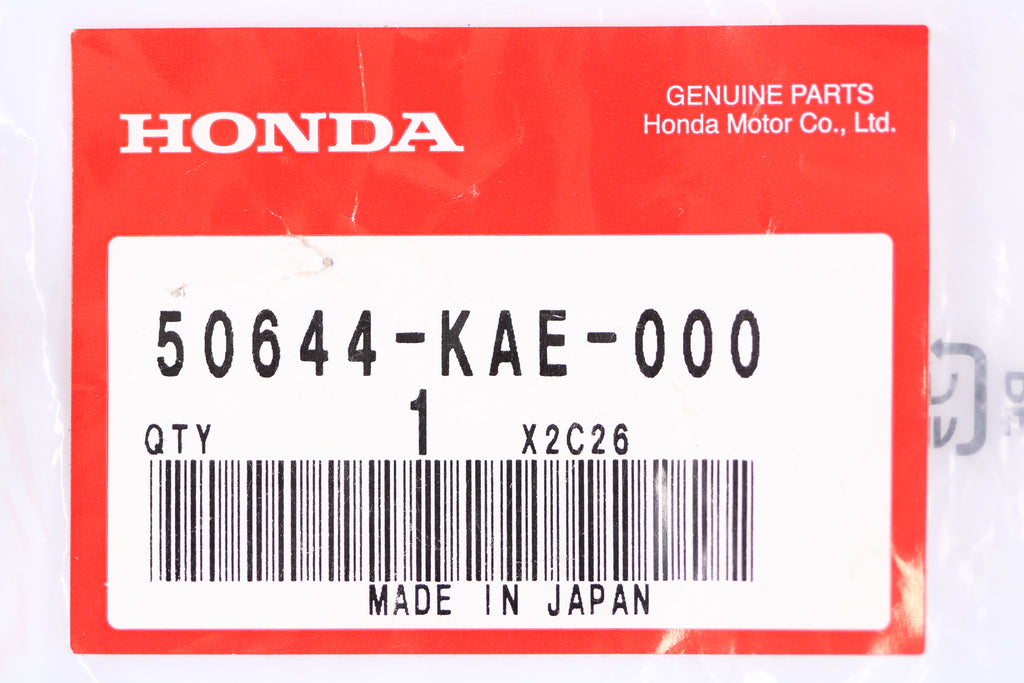 HONDA
GENUINE PARTS
Honda Motor Co., Ltd.
50644-KAE-000
QTY 1 X2C26
MADE IN JAPAN